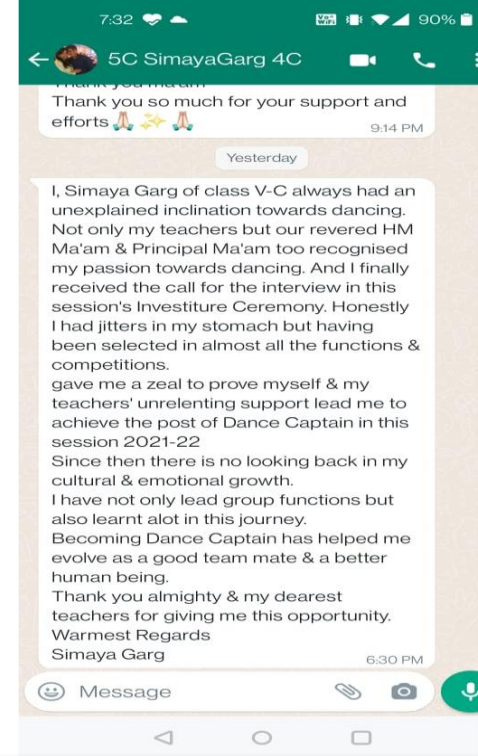 7:32 90%
5C SimayaGarg 4C
Thank you so much for your support and
efforts 🙏 ✨ 🙏
9:14 PM
Yesterday
I, Simaya Garg of class V-C always had an
unexplained inclination towards dancing.
Not only my teachers but our revered HM
Ma'am & Principal Ma'am too recognised
my passion towards dancing. And I finally
received the call for the interview in this
session's Investiture Ceremony. Honestly
I had jitters in my stomach but having
been selected in almost all the functions &
competitions.
gave me a zeal to prove myself & my
teachers' unrelenting support lead me to
achieve the post of Dance Captain in this
session 2021-22
Since then there is no looking back in my
cultural & emotional growth.
I have not only lead group functions but
also learnt alot in this journey.
Becoming Dance Captain has helped me
evolve as a good team mate & a better
human being.
Thank you almighty & my dearest
teachers for giving me this opportunity.
Warmest Regards
Simaya Garg
6:30 PM
Message